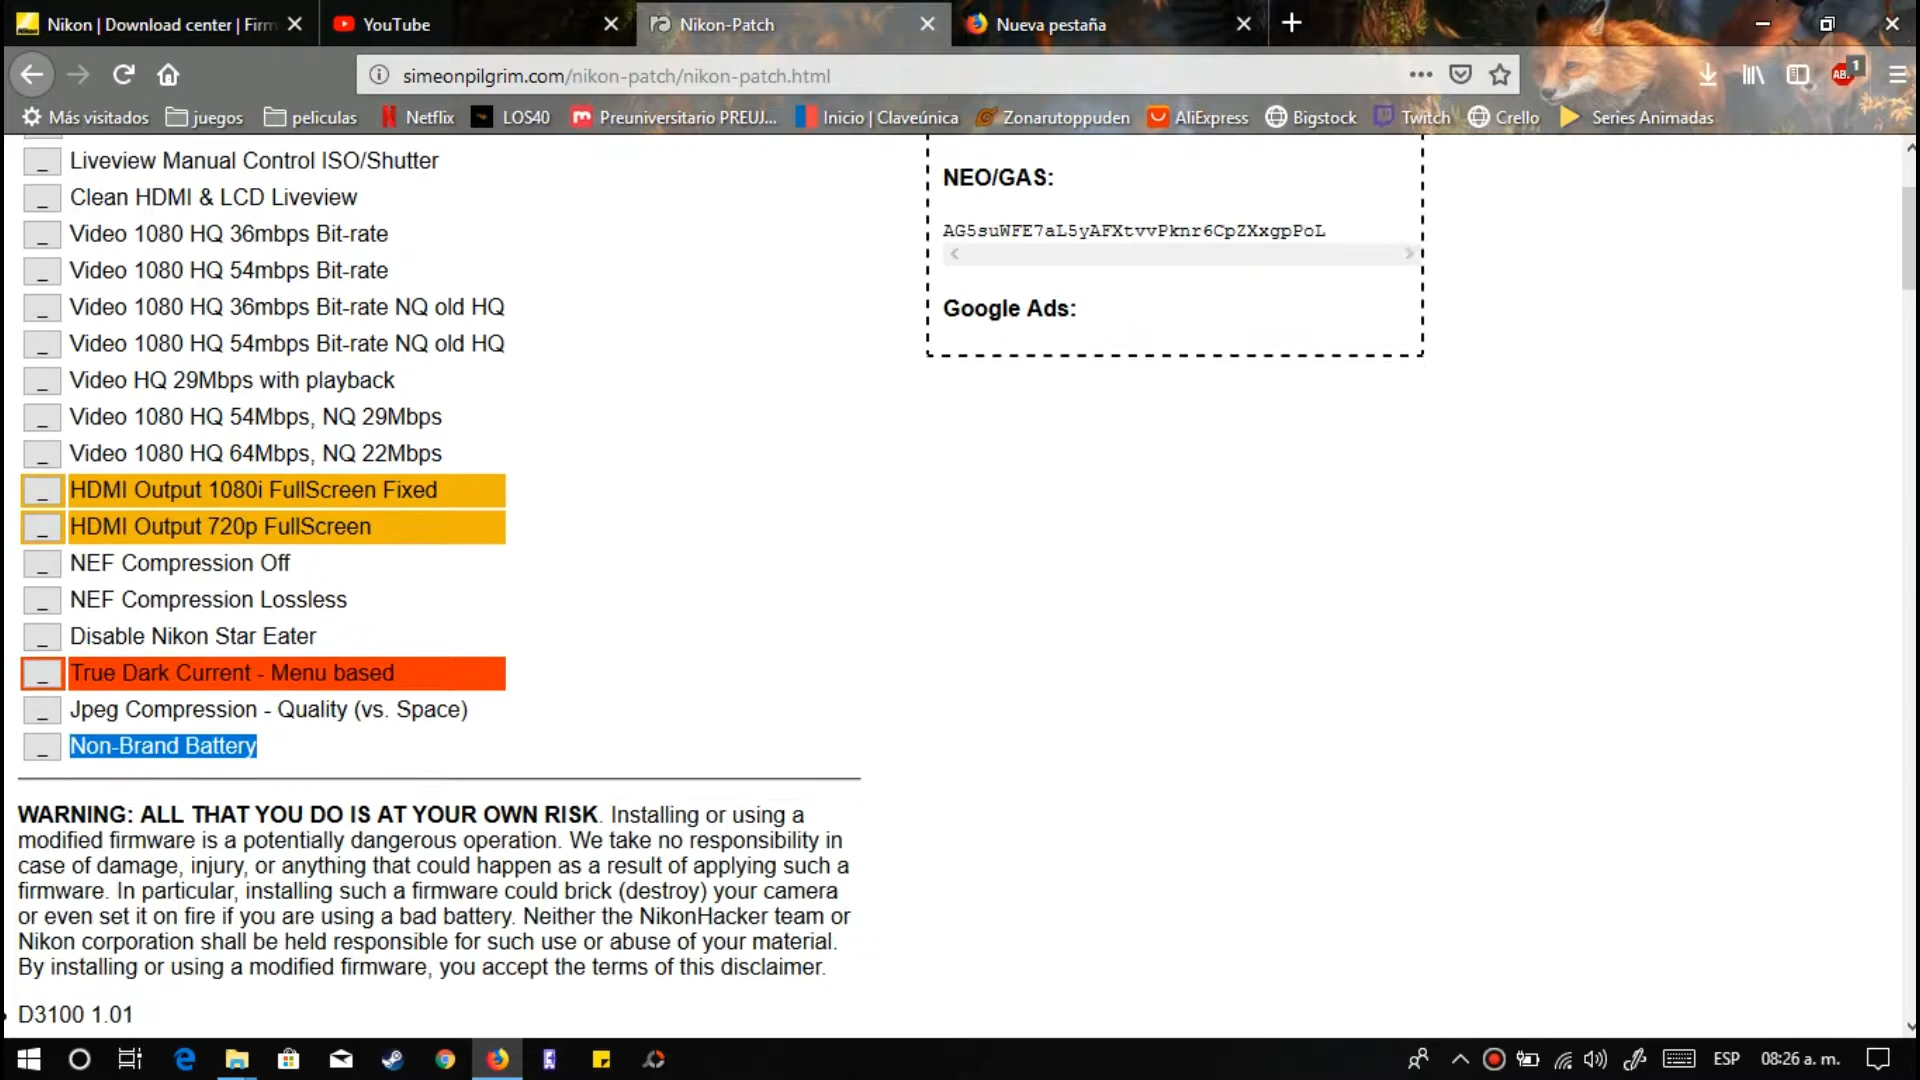 Nikon | Download center | Firm
YouTube
Nikon-Patch
Nueva pestaña
simeonpilgrim.com/nikon-patch/nikon-patch.html
ABP 1
Más visitados
juegos
peliculas
Netflix
LOS40
Preuniversitario PREUJ...
Inicio | Claveúnica
Zonarutoppuden
AliExpress
Bigstock
Twitch
Crello
Series Animadas
_ Liveview Manual Control ISO/Shutter
_ Clean HDMI & LCD Liveview
_ Video 1080 HQ 36mbps Bit-rate
_ Video 1080 HQ 54mbps Bit-rate
_ Video 1080 HQ 36mbps Bit-rate NQ old HQ
_ Video 1080 HQ 54mbps Bit-rate NQ old HQ
_ Video HQ 29Mbps with playback
_ Video 1080 HQ 54Mbps, NQ 29Mbps
_ Video 1080 HQ 64Mbps, NQ 22Mbps
_ HDMI Output 1080i FullScreen Fixed
_ HDMI Output 720p FullScreen
_ NEF Compression Off
_ NEF Compression Lossless
_ Disable Nikon Star Eater
_ True Dark Current - Menu based
_ Jpeg Compression - Quality (vs. Space)
_ Non-Brand Battery
NEO/GAS:
AG5suWFE7aL5yAFXtvvPknr6CpZXxgpPoL
Google Ads:
WARNING: ALL THAT YOU DO IS AT YOUR OWN RISK. Installing or using a
modified firmware is a potentially dangerous operation. We take no responsibility in
case of damage, injury, or anything that could happen as a result of applying such a
firmware. In particular, installing such a firmware could brick (destroy) your camera
or even set it on fire if you are using a bad battery. Neither the NikonHacker team or
Nikon corporation shall be held responsible for such use or abuse of your material.
By installing or using a modified firmware, you accept the terms of this disclaimer.
D3100 1.01
ESP
08:26 a. m.